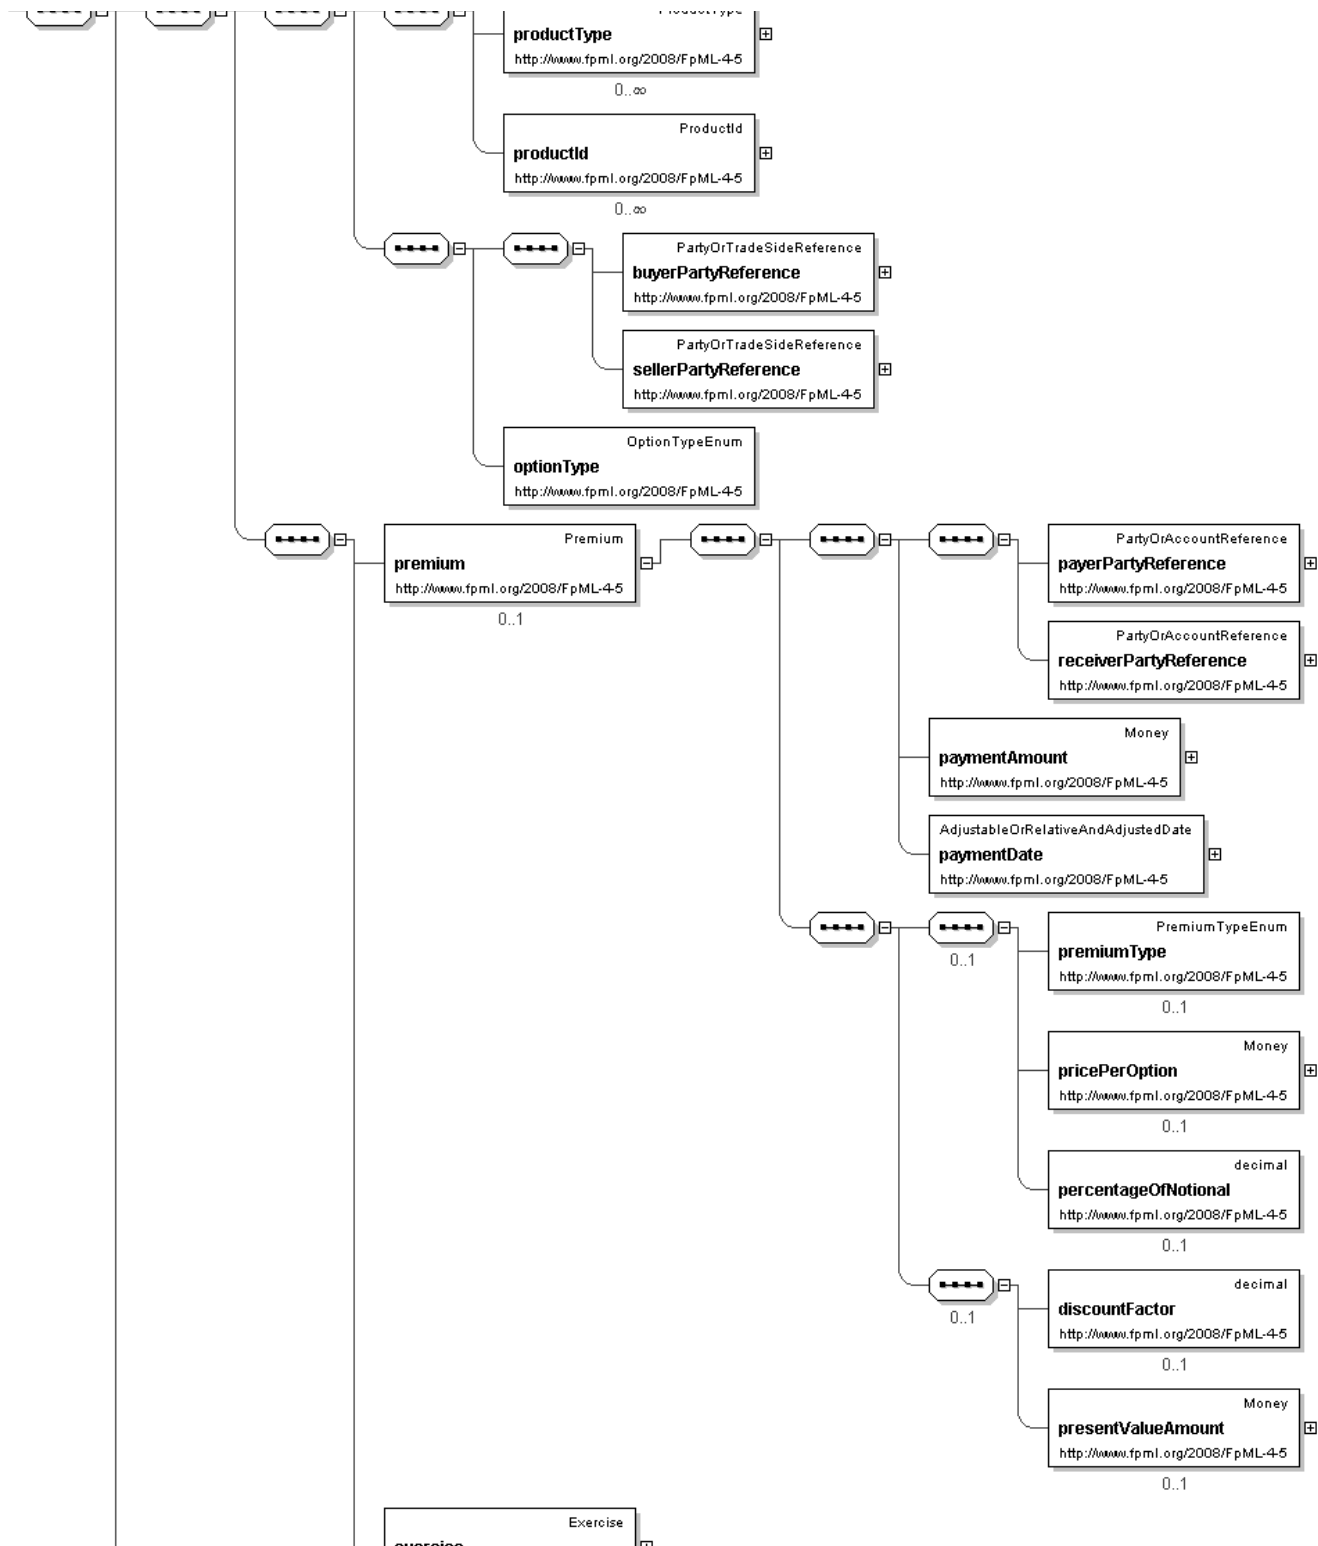 ProductType
productType
http://www.fpml.org/2008/FpML-4-5
0..∞
ProductId
productId
http://www.fpml.org/2008/FpML-4-5
0..∞
PartyOrTradeSideReference
buyerPartyReference
http://www.fpml.org/2008/FpML-4-5
PartyOrTradeSideReference
sellerPartyReference
http://www.fpml.org/2008/FpML-4-5
OptionTypeEnum
optionType
http://www.fpml.org/2008/FpML-4-5
Premium
premium
http://www.fpml.org/2008/FpML-4-5
0..1
PartyOrAccountReference
payerPartyReference
http://www.fpml.org/2008/FpML-4-5
PartyOrAccountReference
receiverPartyReference
http://www.fpml.org/2008/FpML-4-5
Money
paymentAmount
http://www.fpml.org/2008/FpML-4-5
AdjustableOrRelativeAndAdjustedDate
paymentDate
http://www.fpml.org/2008/FpML-4-5
0..1
PremiumTypeEnum
premiumType
http://www.fpml.org/2008/FpML-4-5
0..1
Money
pricePerOption
http://www.fpml.org/2008/FpML-4-5
0..1
decimal
percentageOfNotional
http://www.fpml.org/2008/FpML-4-5
0..1
0..1
decimal
discountFactor
http://www.fpml.org/2008/FpML-4-5
0..1
Money
presentValueAmount
http://www.fpml.org/2008/FpML-4-5
0..1
Exercise
exercise